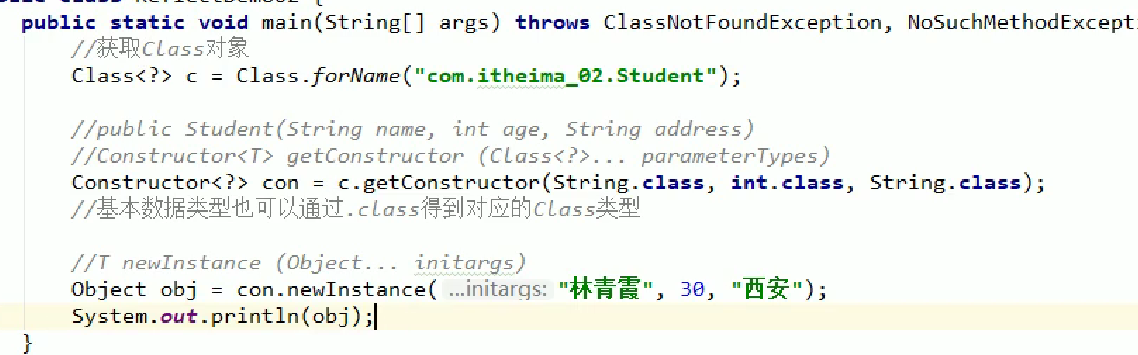 public static void main(String[] args) throws ClassNotFoundException, NoSuchMethodExcepti
//获取Class对象
Class<?> c = Class.forName("com.itheima_02.Student");
//public Student(String name, int age, String address)
//Constructor<T> getConstructor (Class<?>... parameterTypes)
Constructor<?> con = c.getConstructor(String.class, int.class, String.class);
//基本数据类型也可以通过.class得到对应的Class类型
//T newInstance (Object... initargs)
Object obj = con.newInstance( ...initargs: "林青霞", 30, "西安");
System.out.println(obj);
}